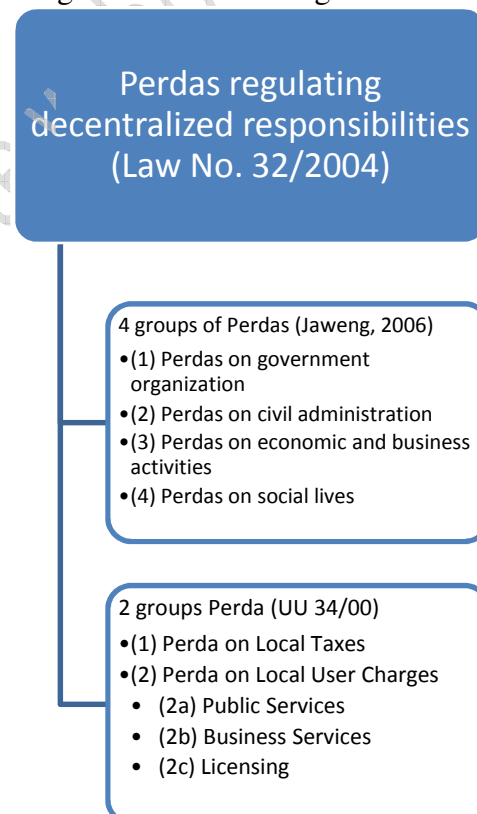 Perdas regulating
decentralized responsibilities
(Law No. 32/2004)
4 groups of Perdas (Jaweng, 2006)
•(1) Perdas on government
organization
•(2) Perdas on civil administration
•(3) Perdas on economic and business
activities
•(4) Perdas on social lives
2 groups Perda (UU 34/00)
•(1) Perda on Local Taxes
•(2) Perda on Local User Charges
• (2a) Public Services
• (2b) Business Services
• (2c) Licensing